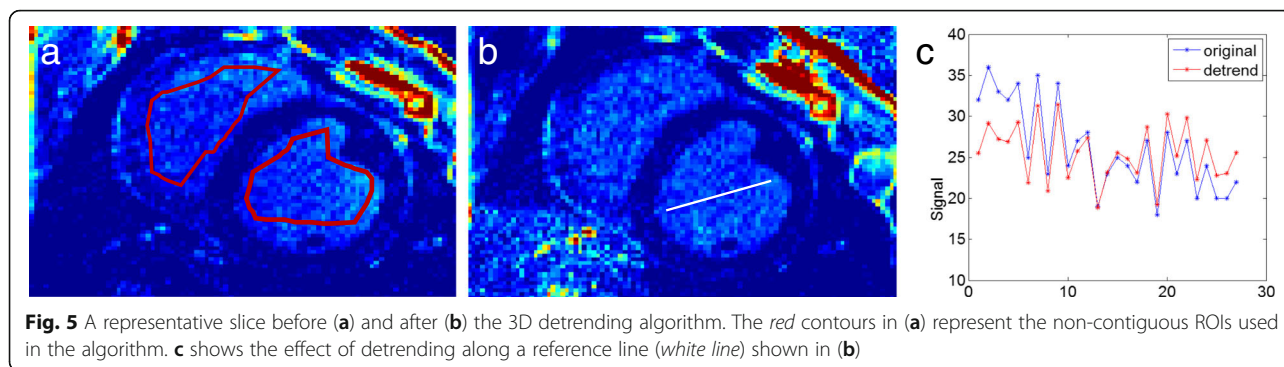 a
b
c
40
35
30
25
20
15
10
Signal
0
10
20
30
original
detrend
Fig. 5 A representative slice before (a) and after (b) the 3D detrending algorithm. The red contours in (a) represent the non-contiguous ROIs used
in the algorithm. c shows the effect of detrending along a reference line (white line) shown in (b)